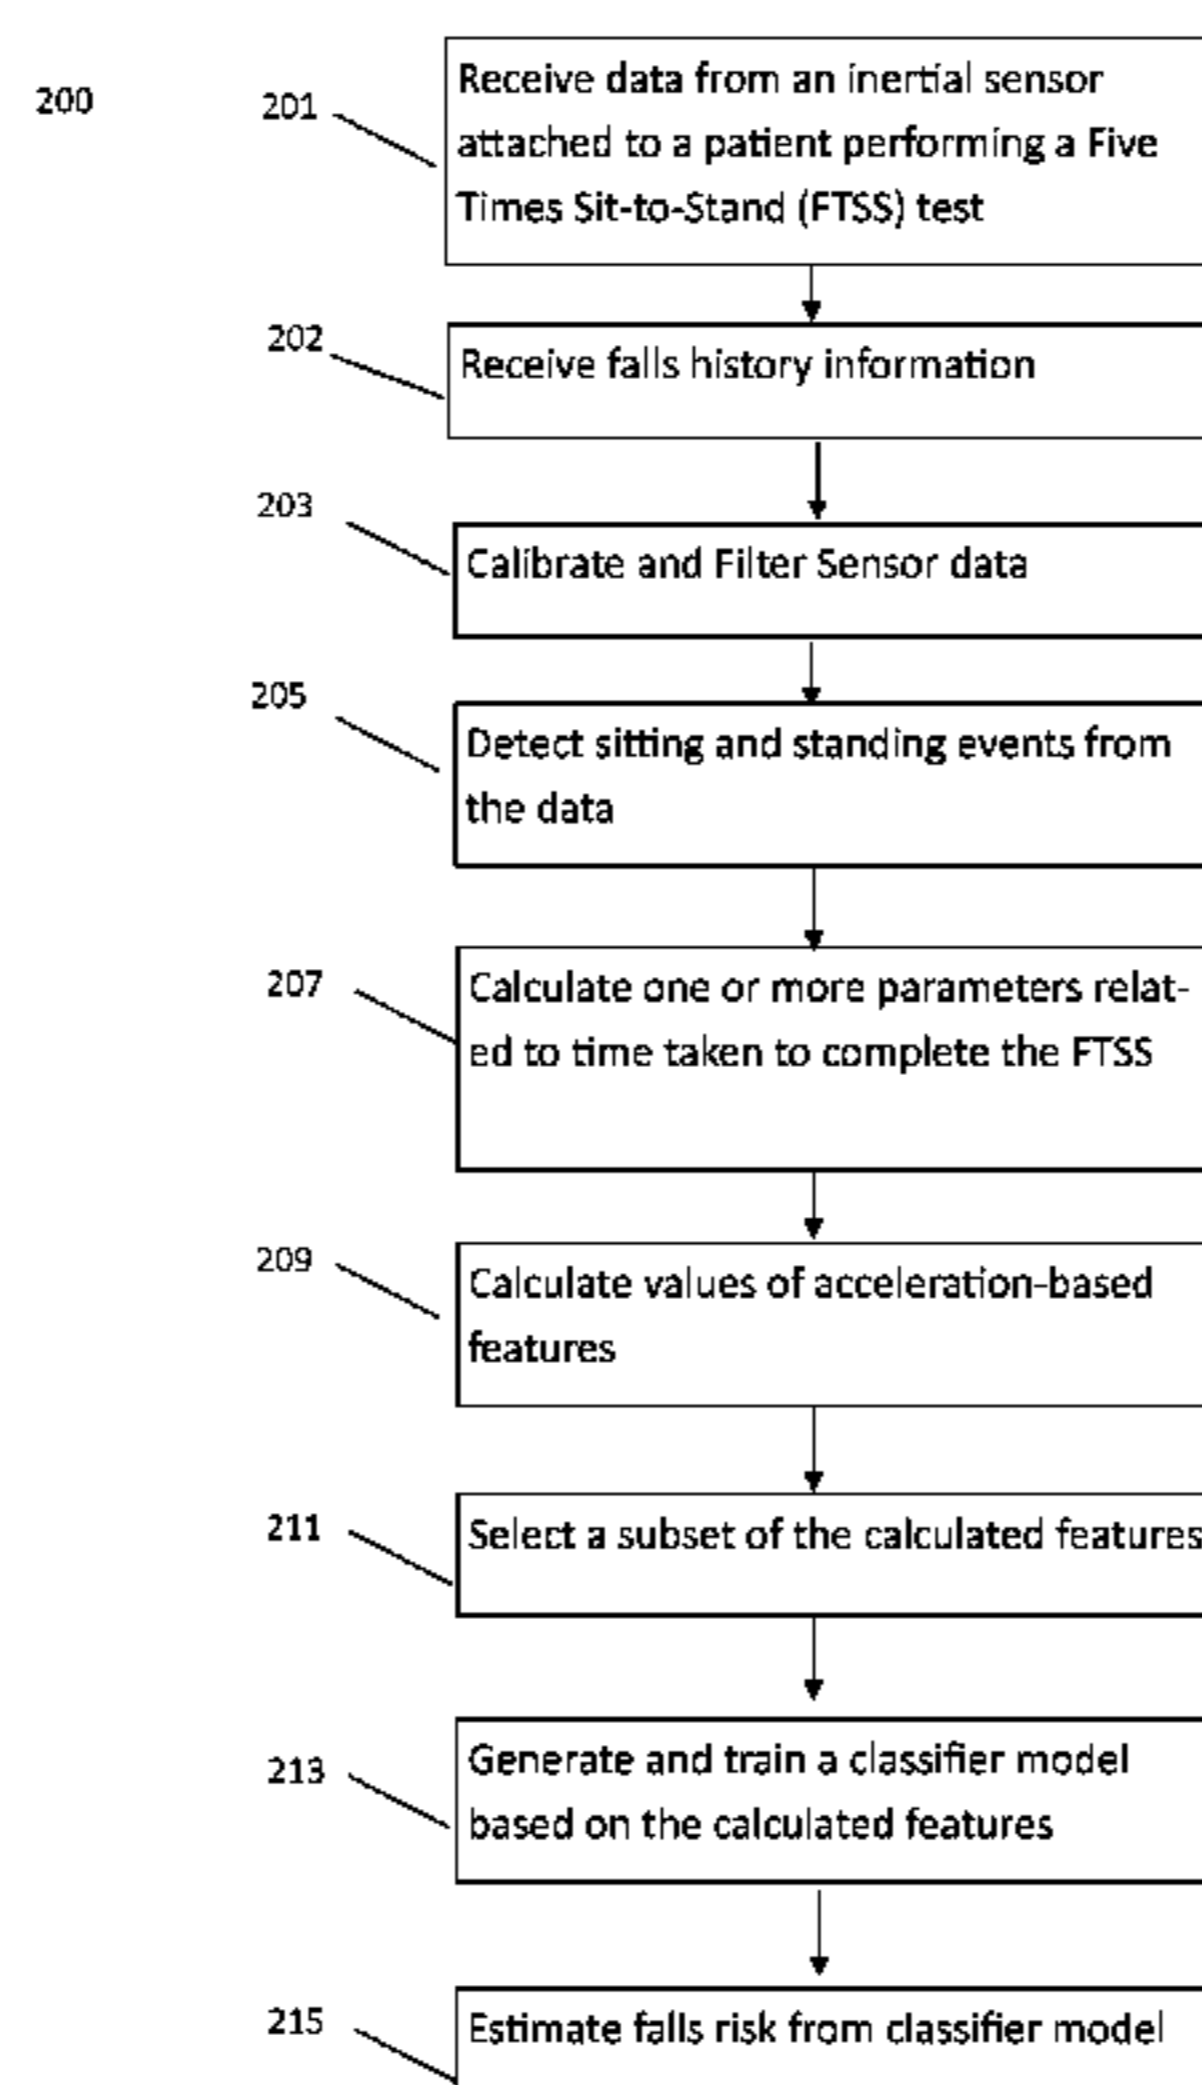 200
201
Receive data from an inertial sensor
attached to a patient performing a Five
Times Sit-to-Stand (FTSS) test
202
Receive falls history information
203
Calibrate and Filter Sensor data
205
Detect sitting and standing events from
the data
207
Calculate one or more parameters relat-
ed to time taken to complete the FTSS
209
Calculate values of acceleration-based
features
211
Select a subset of the calculated features
213
Generate and train a classifier model
based on the calculated features
215
Estimate falls risk from classifier model